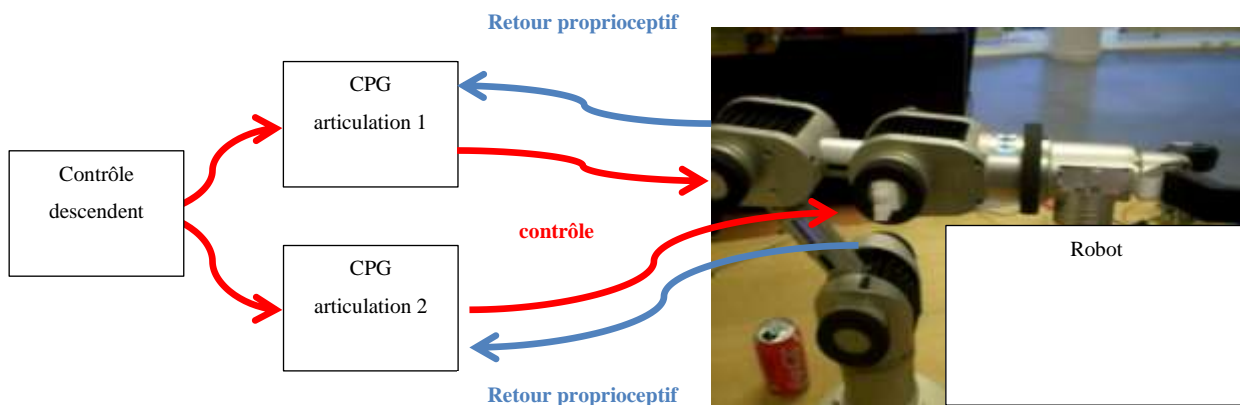 Retour proprioceptif
CPG
articulation 1
Contrôle
descendent
contrôle
CPG
articulation 2
Robot
Retour proprioceptif